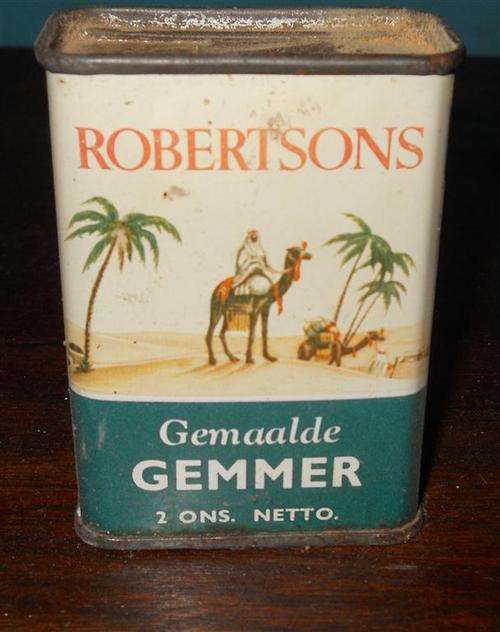 ROBERTSONS
Gemaalde
GEMMER
2 ONS. NETTO.